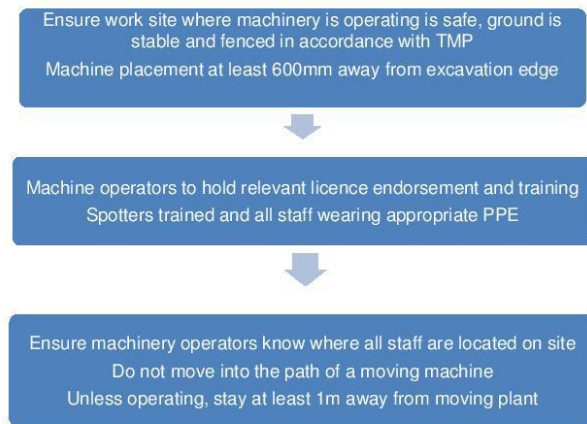 Ensure work site where machinery is operating is safe, ground is
stable and fenced in accordance with TMP
Machine placement at least 600mm away from excavation edge
Machine operators to hold relevant licence endorsement and training
Spotters trained and all staff wearing appropriate PPE
Ensure machinery operators know where all staff are located on site
Do not move into the path of a moving machine
Unless operating, stay at least 1m away from moving plant